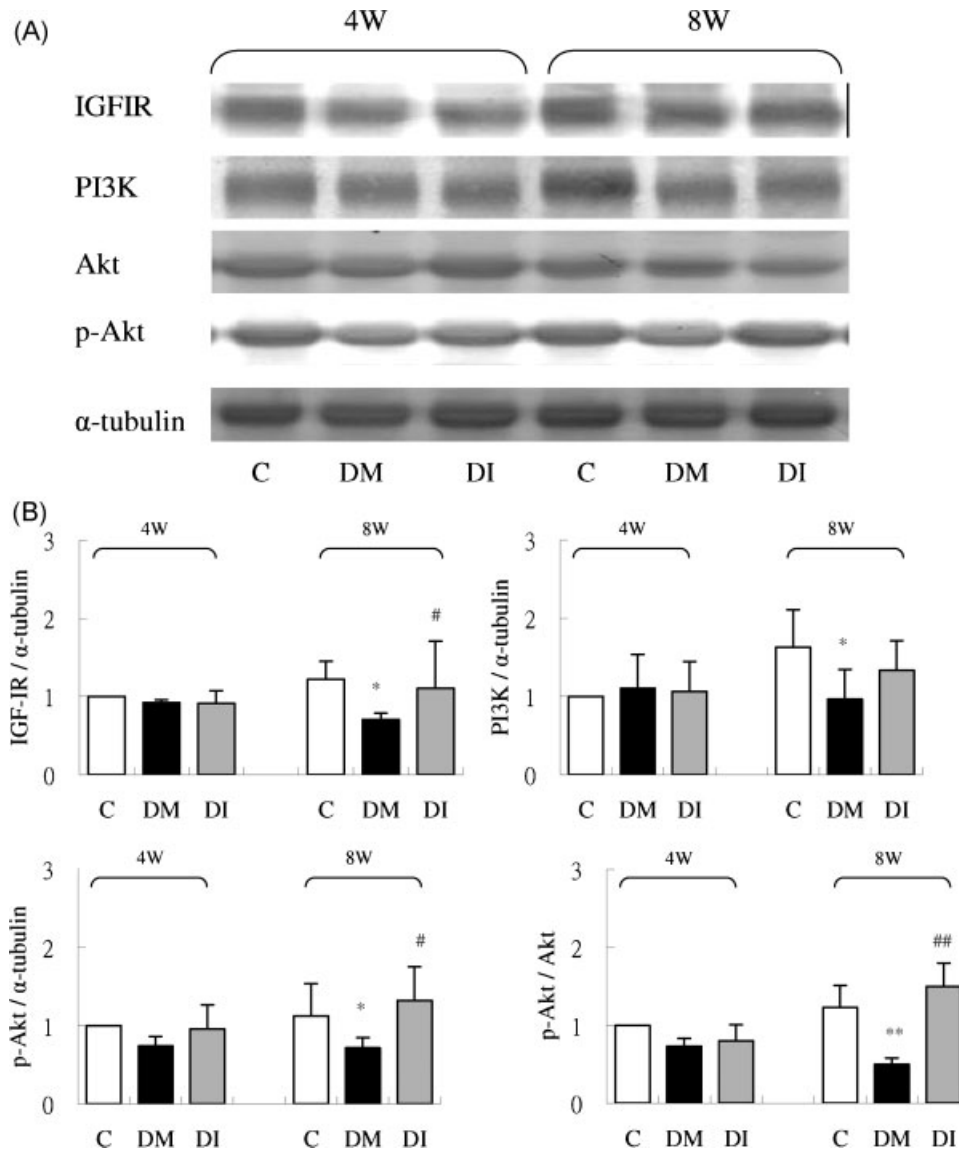 (A)
4W 8W
IGFIR
PI3K
Akt
p-Akt
α-tubulin
C DM DI C DM DI
(B)
4W 8W
3
2
1
0
IGF-IR / α-tubulin
#
*
C DM DI C DM DI
4W 8W
3
2
1
0
PI3K / α-tubulin
*
C DM DI C DM DI
4W 8W
3
2
1
0
p-Akt / α-tubulin
#
*
C DM DI C DM DI
4W 8W
3
2
1
0
p-Akt / Akt
##
**
C DM DI C DM DI